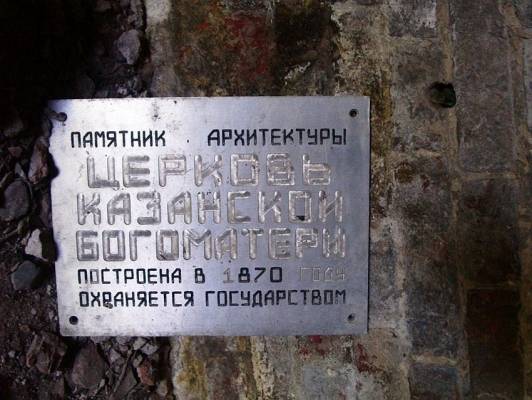 ПАМЯТНИК АРХИТЕКТУРЫ
ЦЕРКОВЬ
КАЗАНСКОЙ
БОГОМАТЕРИ
ПОСТРОЕНА В 1870 ГОДУ
ОХРАНЯЕТСЯ ГОСУДАРСТВОМ